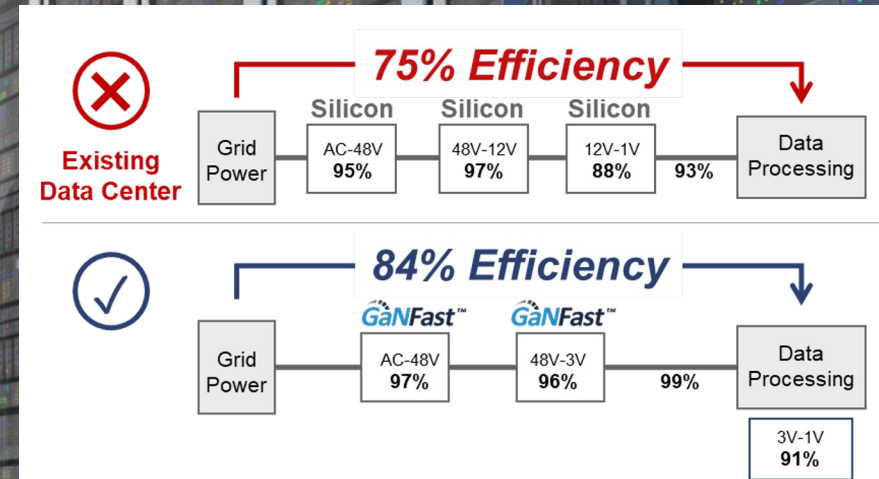 75% Efficiency
Silicon
Silicon
Silicon
Existing
Data Center
Grid
Power
AC-48V
95%
48V-12V
97%
12V-1V
88%
93%
Data
Processing
84% Efficiency
GaNFast™
GaNFast™
Grid
Power
AC-48V
97%
48V-3V
96%
99%
Data
Processing
3V-1V
91%